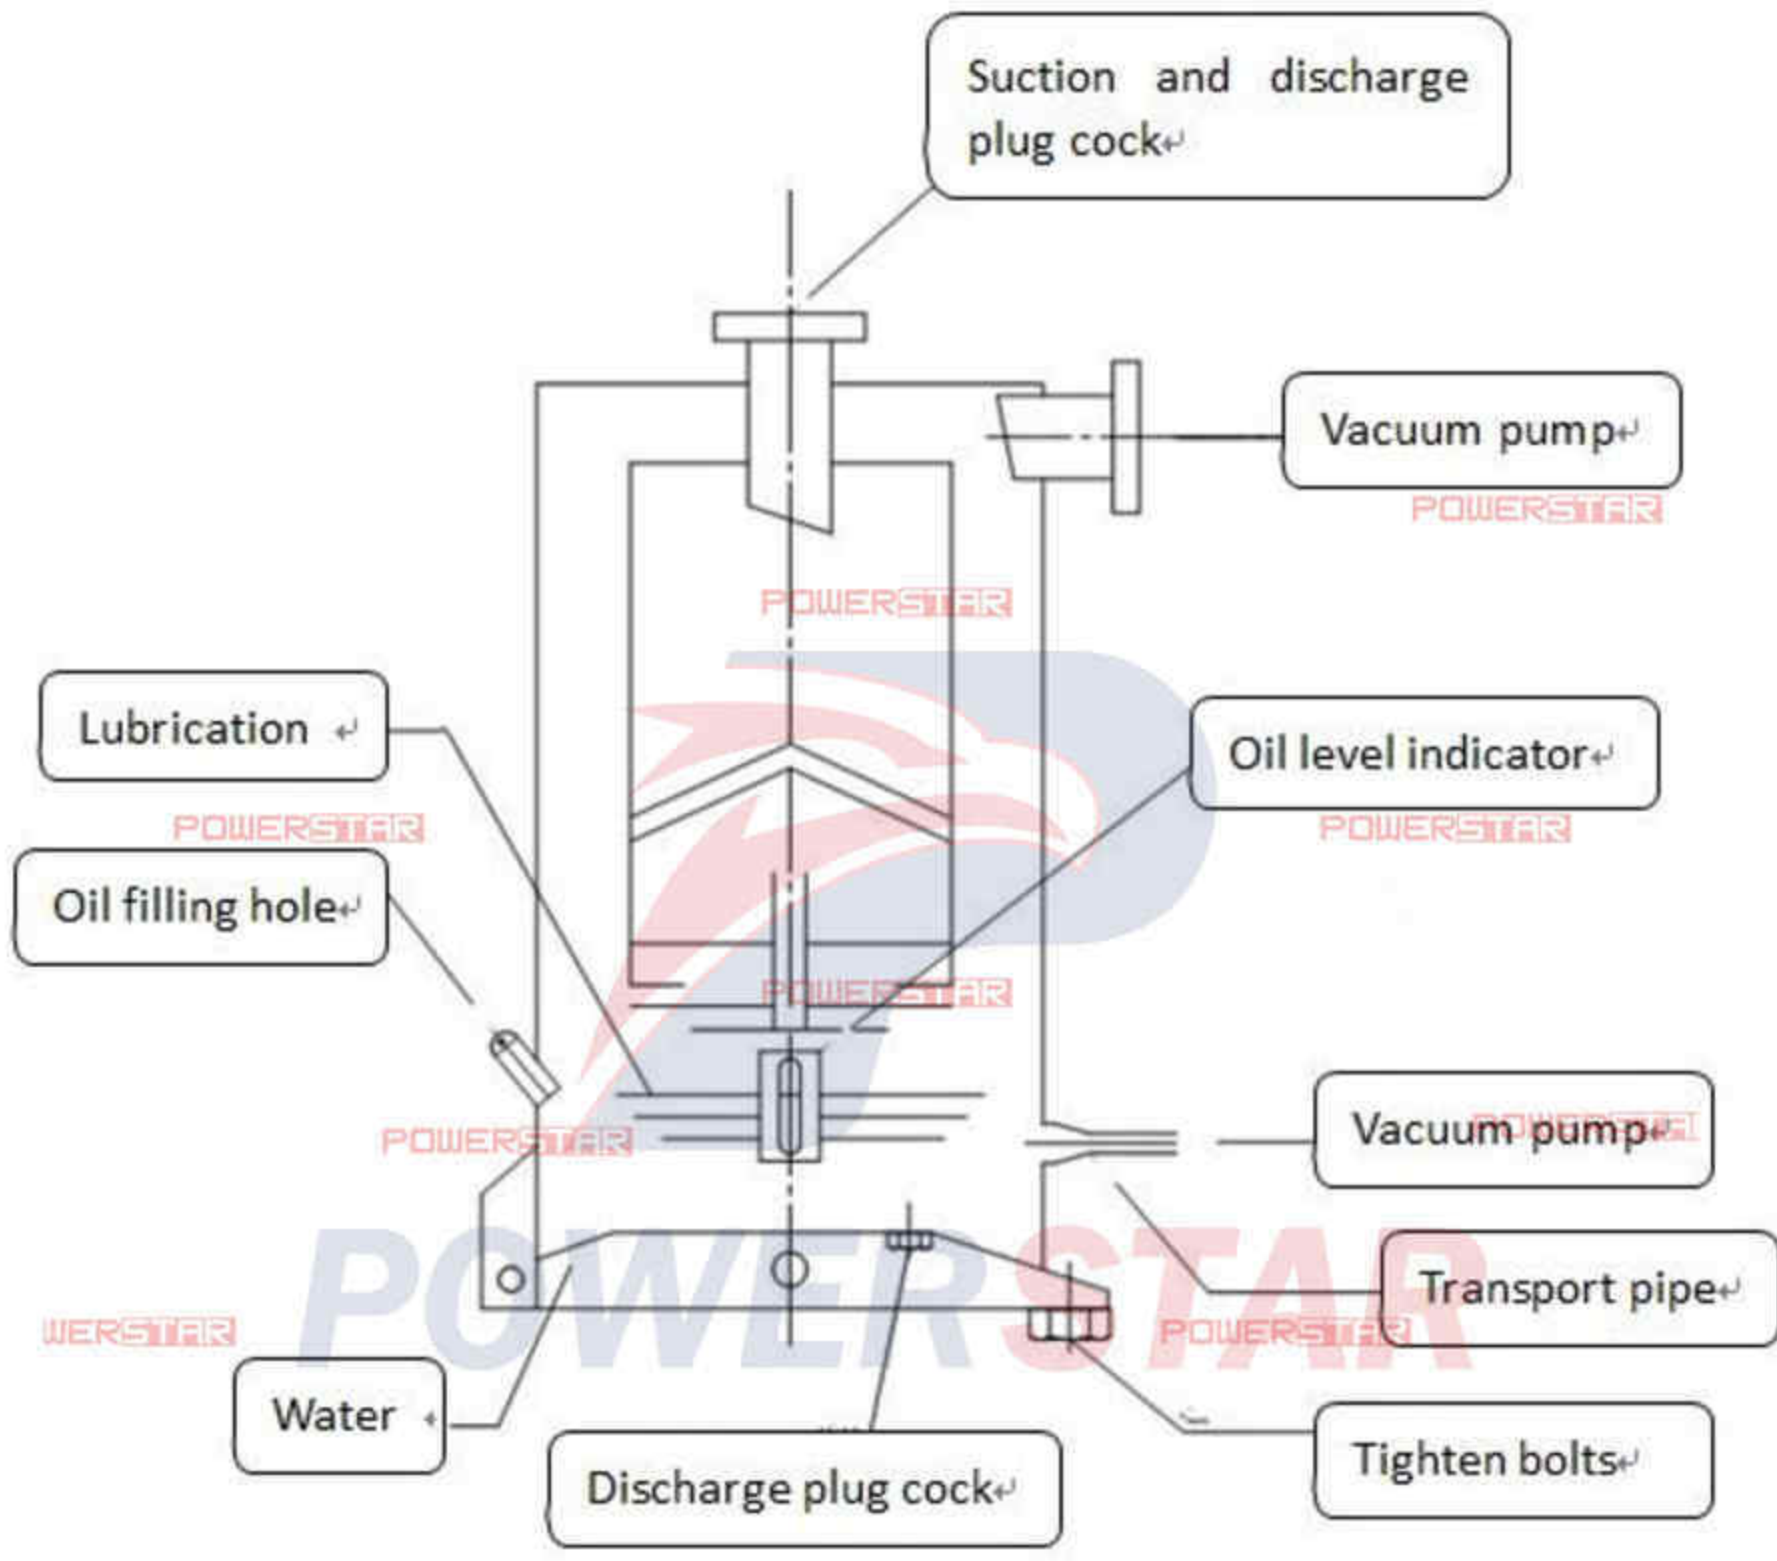 Suction and discharge
plug cock
Vacuum pump
POWERSTAR
POWERSTAR
Lubrication
Oil level indicator
POWERSTAR
POWERSTAR
Oil filling hole
POWERSTAR
Vacuum pump
POWERSTAR
POWERSTAR
Transport pipe
WERSTAR
POWERSTAR
Water
Tighten bolts
Discharge plug cock